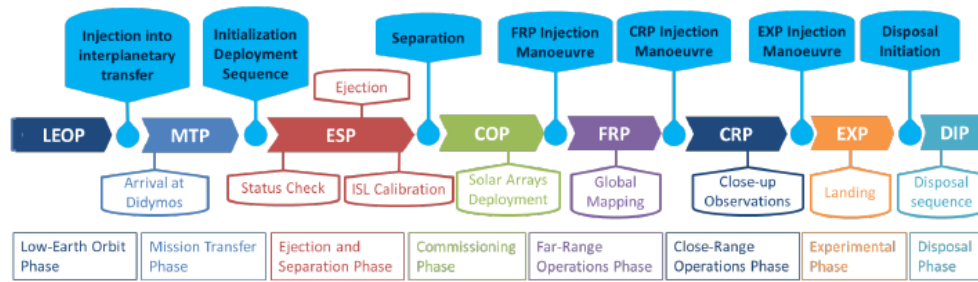 Injection into
interplanetary
transfer
Initialization
Deployment
Sequence
Separation
FRP Injection
Manoeuvre
CRP Injection
Manoeuvre
EXP Injection
Manoeuvre
Disposal
Initiation
Ejection
LEOP
MTP
ESP
COP
FRP
CRP
EXP
DIP
Arrival at
Didymos
Status Check
ISL Calibration
Solar Arrays
Deployment
Global
Mapping
Close-up
Observations
Landing
Disposal
sequence
Low-Earth Orbit
Phase
Mission Transfer
Phase
Ejection and
Separation Phase
Commissioning
Phase
Far-Range
Operations Phase
Close-Range
Operations Phase
Experimental
Phase
Disposal
Phase